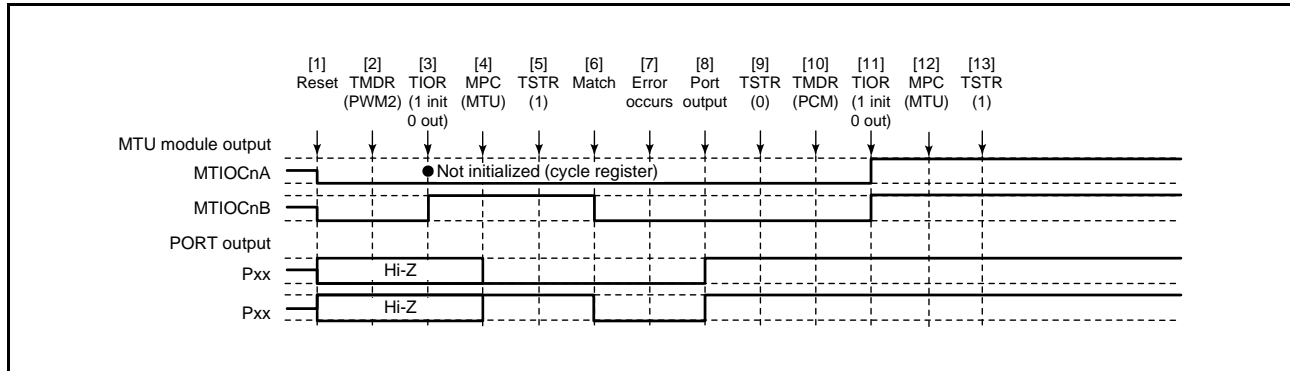 [1] [2] [3] [4] [5] [6] [7] [8] [9] [10] [11] [12] [13]
Reset TMDR TIOR MPC TSTR Match Error Port TSTR TMDR TIOR MPC TSTR
(PWM2) (1 init (MTU) (1) occurs output (0) (PCM) (1 init (MTU) (1)
0 out) 0 out)
MTU module output
MTIOCnA
Not initialized (cycle register)
MTIOCnB
PORT output
Pxx
Hi-Z
Pxx
Hi-Z